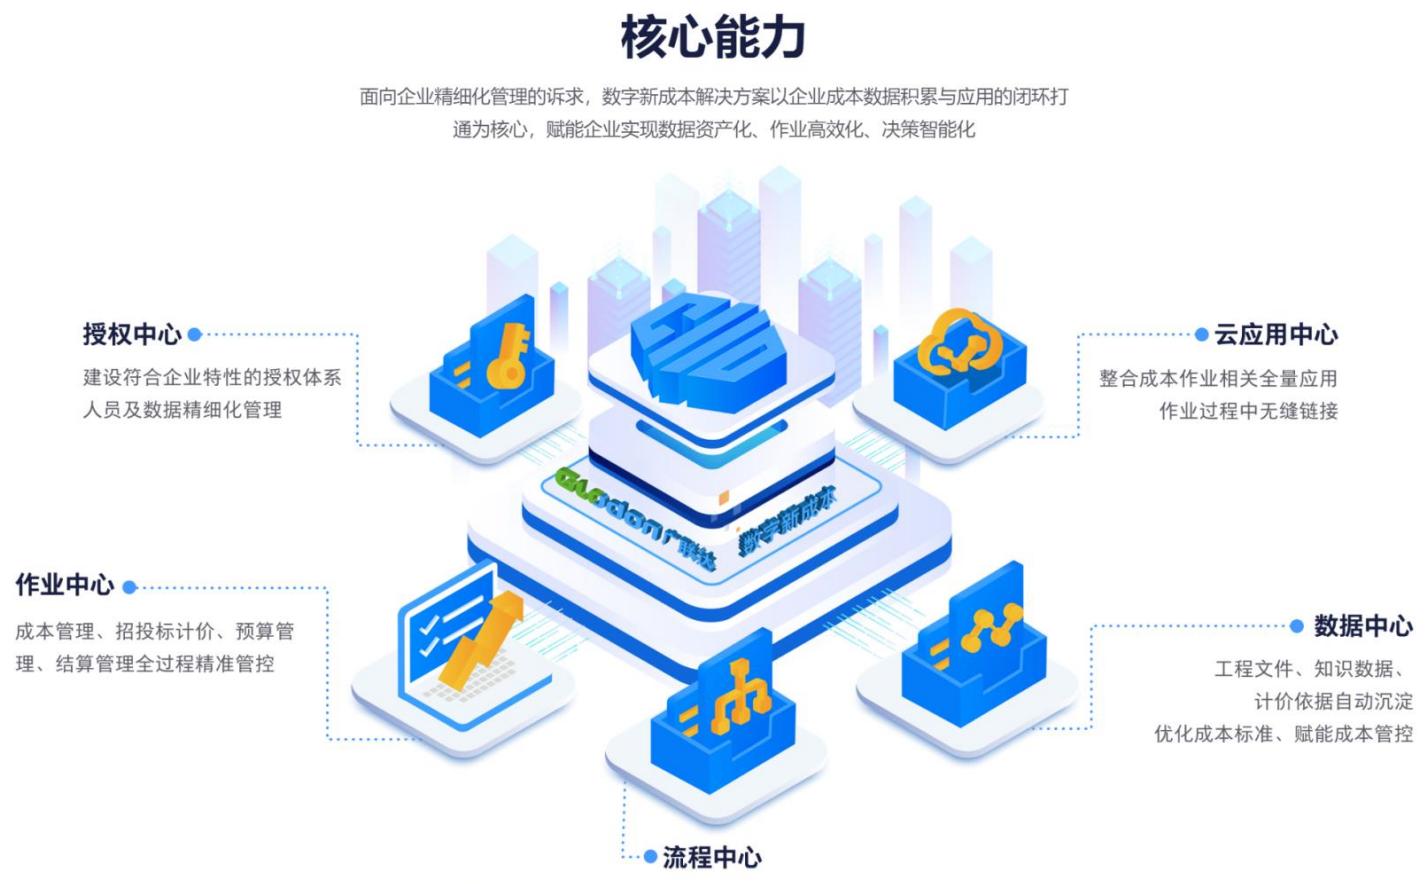 核心能力
面向企业精细化管理的诉求，数字新成本解决方案以企业成本数据积累与应用的闭环打
通为核心，赋能企业实现数据资产化、作业高效化、决策智能化
授权中心
建设符合企业特性的授权体系
人员及数据精细化管理
云应用中心
整合成本作业相关全量应用
作业过程中无缝链接
Glodon广联达
数字新成本
作业中心
成本管理、招投标计价、预算管
理、结算管理全过程精准管控
数据中心
工程文件、知识数据、
计价依据自动沉淀
优化成本标准、赋能成本管控
流程中心